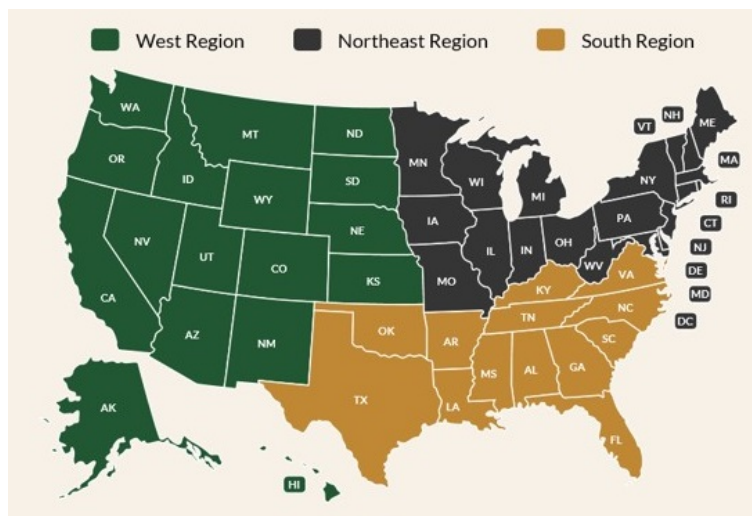 West Region
Northeast Region
South Region
WA
MT
ND
MN
VT
NH
ME
OR
ID
SD
WI
MI
NY
MA
WY
RI
NV
UT
CO
NE
IA
IL
IN
OH
PA
CT
NJ
CA
KS
MO
WV
VA
DE
KY
MD
AZ
NM
OK
AR
TN
NC
DC
SC
MS
AL
GA
TX
LA
AK
FL
HI